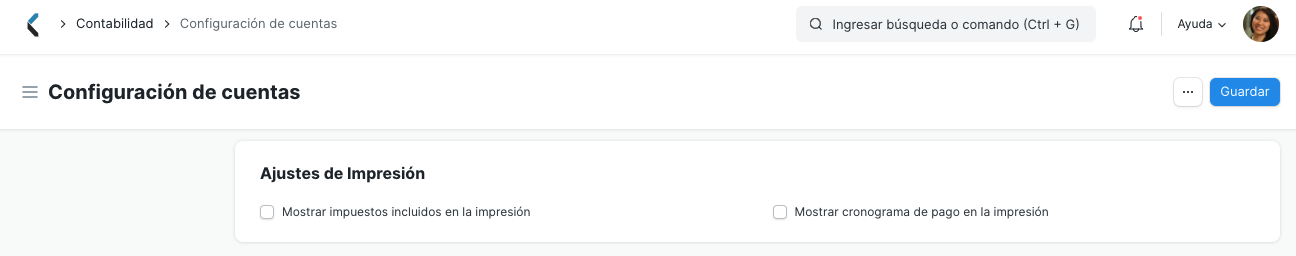 Contabilidad Configuración de cuentas Ingresar búsqueda o comando (Ctrl + G) Ayuda
Configuración de cuentas ... Guardar
Ajustes de Impresión
Mostrar impuestos incluidos en la impresión Mostrar cronograma de pago en la impresión